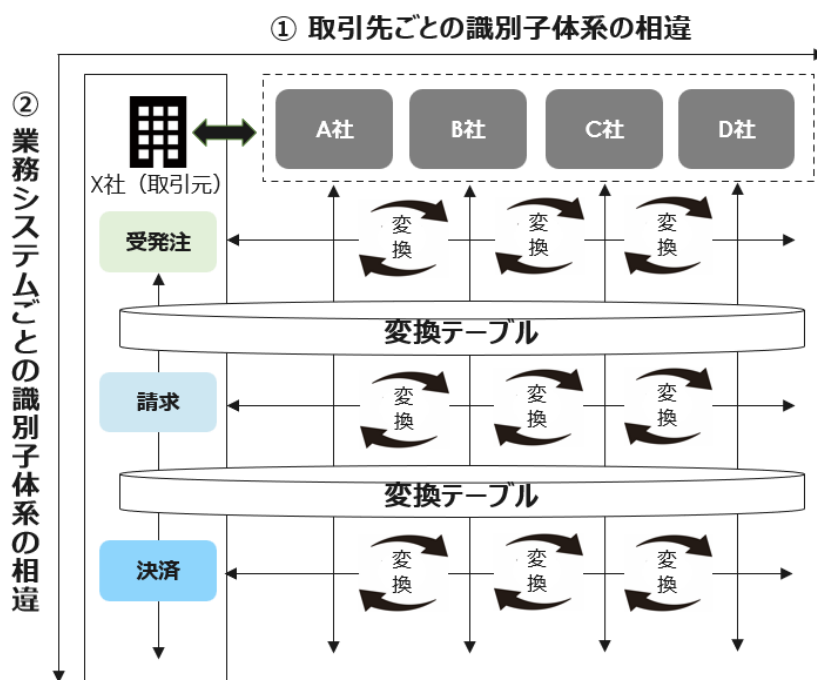 ① 取引先ごとの識別子体系の相違
② 業務システムごとの識別子体系の相違
X社（取引元）
A社
B社
C社
D社
受発注
変換
変換
変換
変換テーブル
請求
変換
変換
変換
変換テーブル
決済
変換
変換
変換